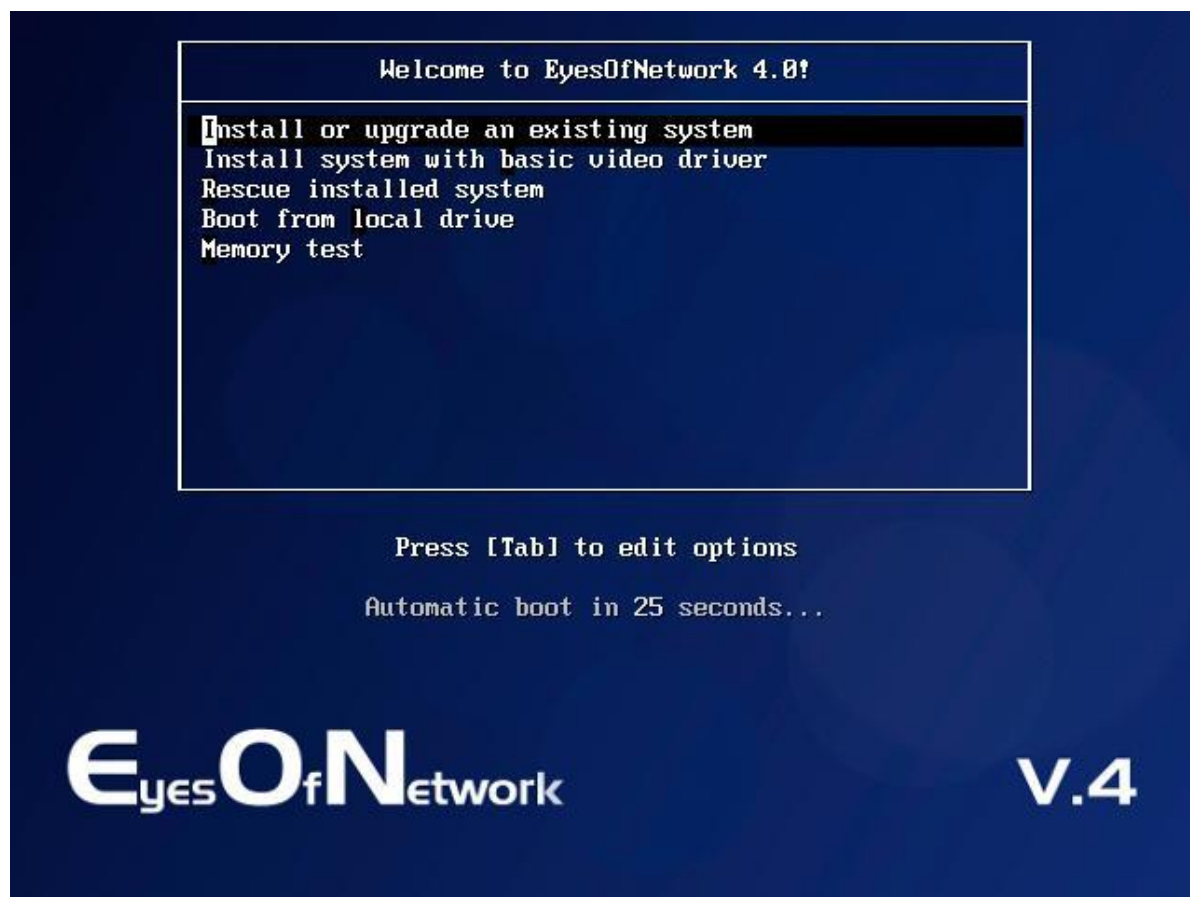 Welcome to EyesOfNetwork 4.0!
Install or upgrade an existing system
Install system with basic video driver
Rescue installed system
Boot from local drive
Memory test
Press [Tab] to edit options
Automatic boot in 25 seconds...
EyesOfNetwork
V.4